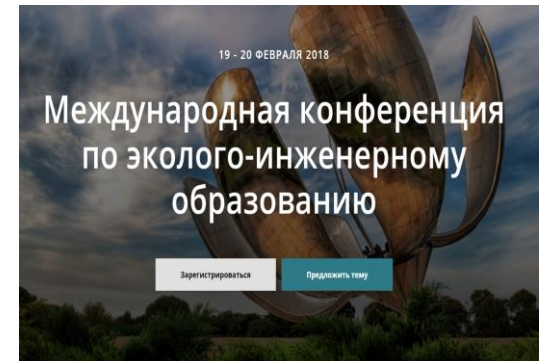 19 - 20 ФЕВРАЛЯ 2018
Международная конференция
по эколого-инженерному
образованию
Зарегистрироваться
Предложить тему